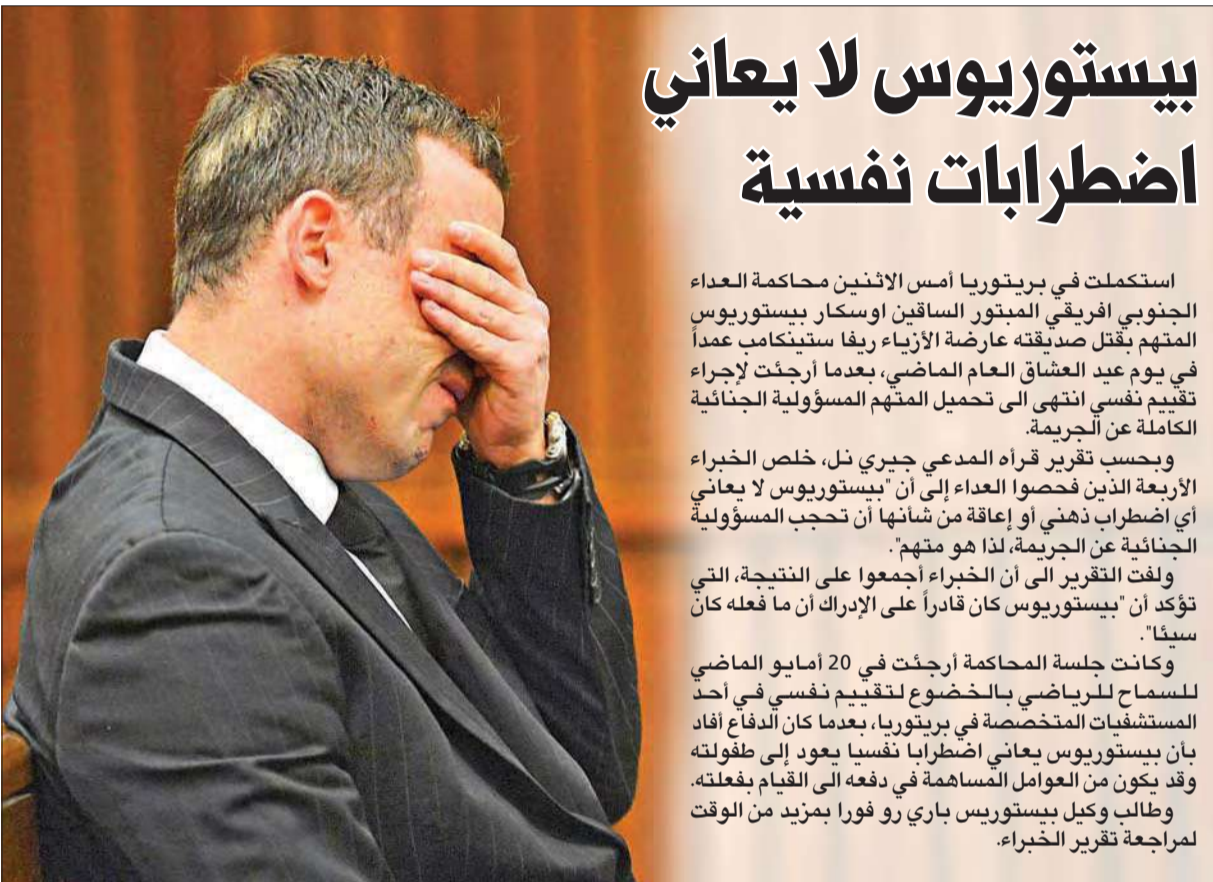 بيستوريوس لا يعاني
اضطرابات نفسية
استكملت في بريتوريا أمس الاثنين محاكمة العداء
الجنوبي افريقي المبتور الساقين اوسكار بيستوريوس
المتهم بقتل صديقته عارضة الأزياء ريفا ستينكامب عمداً
في يوم عيد العشاق العام الماضي، بعدما أرجئت لإجراء
تقييم نفسي انتهى الى تحميل المتهم المسؤولية الجنائية
الكاملة عن الجريمة.
وبحسب تقرير قرأه المدعي جيري نل، خلص الخبراء
الأربعة الذين فحصوا العداء إلى أن "بيستوريوس لا يعاني
أي اضطراب ذهني أو إعاقة من شأنها أن تحجب المسؤولية
الجنائية عن الجريمة، لذا هو متهم".
ولفت التقرير الى أن الخبراء أجمعوا على النتيجة، التي
تؤكد أن "بيستوريوس كان قادراً على الإدراك أن ما فعله كان
سيئا".
وكانت جلسة المحاكمة أرجئت في 20 أمايو الماضي
للسماح للرياضي بالخضوع لتقييم نفسي في أحد
المستشفيات المتخصصة في بريتوريا، بعدما كان الدفاع أفاد
بأن بيستوريوس يعاني اضطرابا نفسيا يعود إلى طفولته
وقد يكون من العوامل المساهمة في دفعه الى القيام بفعلته.
وطالب وكيل بيستوريس باري رو فورا بمزيد من الوقت
لمراجعة تقرير الخبراء.